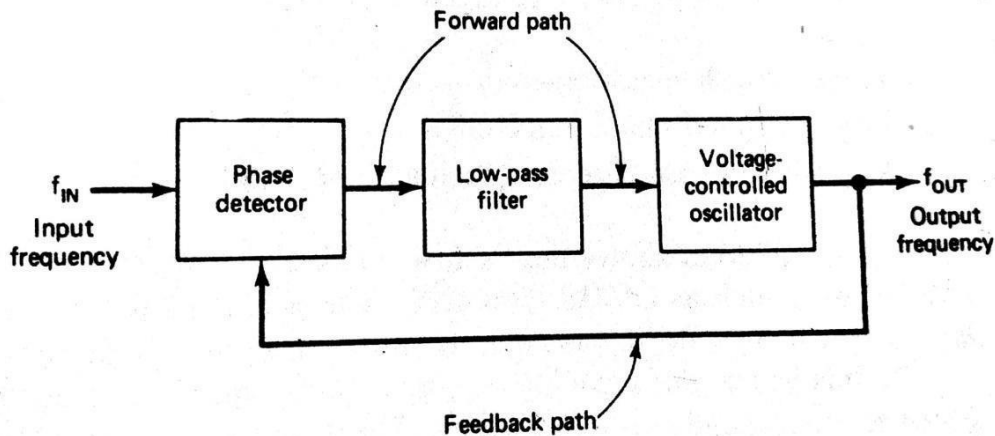 Forward path
Phase
detector
Low-pass
filter
Voltage-
controlled
oscillator
f_IN
Input
frequency
f_OUT
Output
frequency
Feedback path